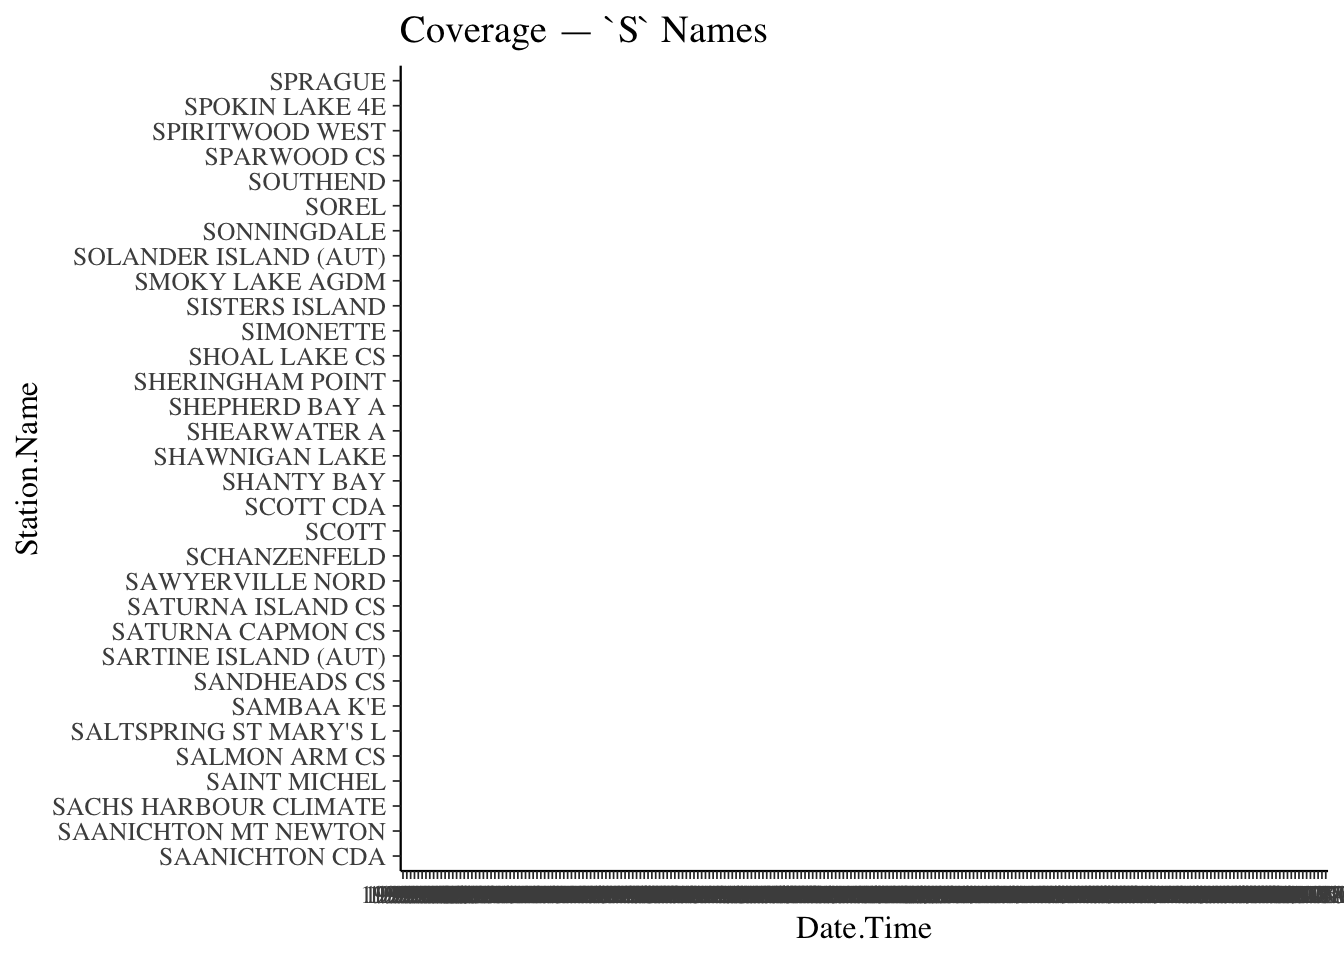 Coverage — `S` Names
SPRAGUE
SPOKIN LAKE 4E
SPIRITWOOD WEST
SPARWOOD CS
SOUTHEND
SOREL
SONNINGDALE
SOLANDER ISLAND (AUT)
SMOKY LAKE AGDM
SISTERS ISLAND
SIMONETTE
SHOAL LAKE CS
SHERINGHAM POINT
SHEPHERD BAY A
SHEARWATER A
SHAWNIGAN LAKE
SHANTY BAY
SCOTT CDA
SCOTT
SCHANZENFELD
SAWYERVILLE NORD
SATURNA ISLAND CS
SATURNA CAPMON CS
SARTINE ISLAND (AUT)
SANDHEADS CS
SAMBAA K'E
SALTSPRING ST MARY'S L
SALMON ARM CS
SAINT MICHEL
SACHS HARBOUR CLIMATE
SAANICHTON MT NEWTON
SAANICHTON CDA
Station.Name
Date.Time